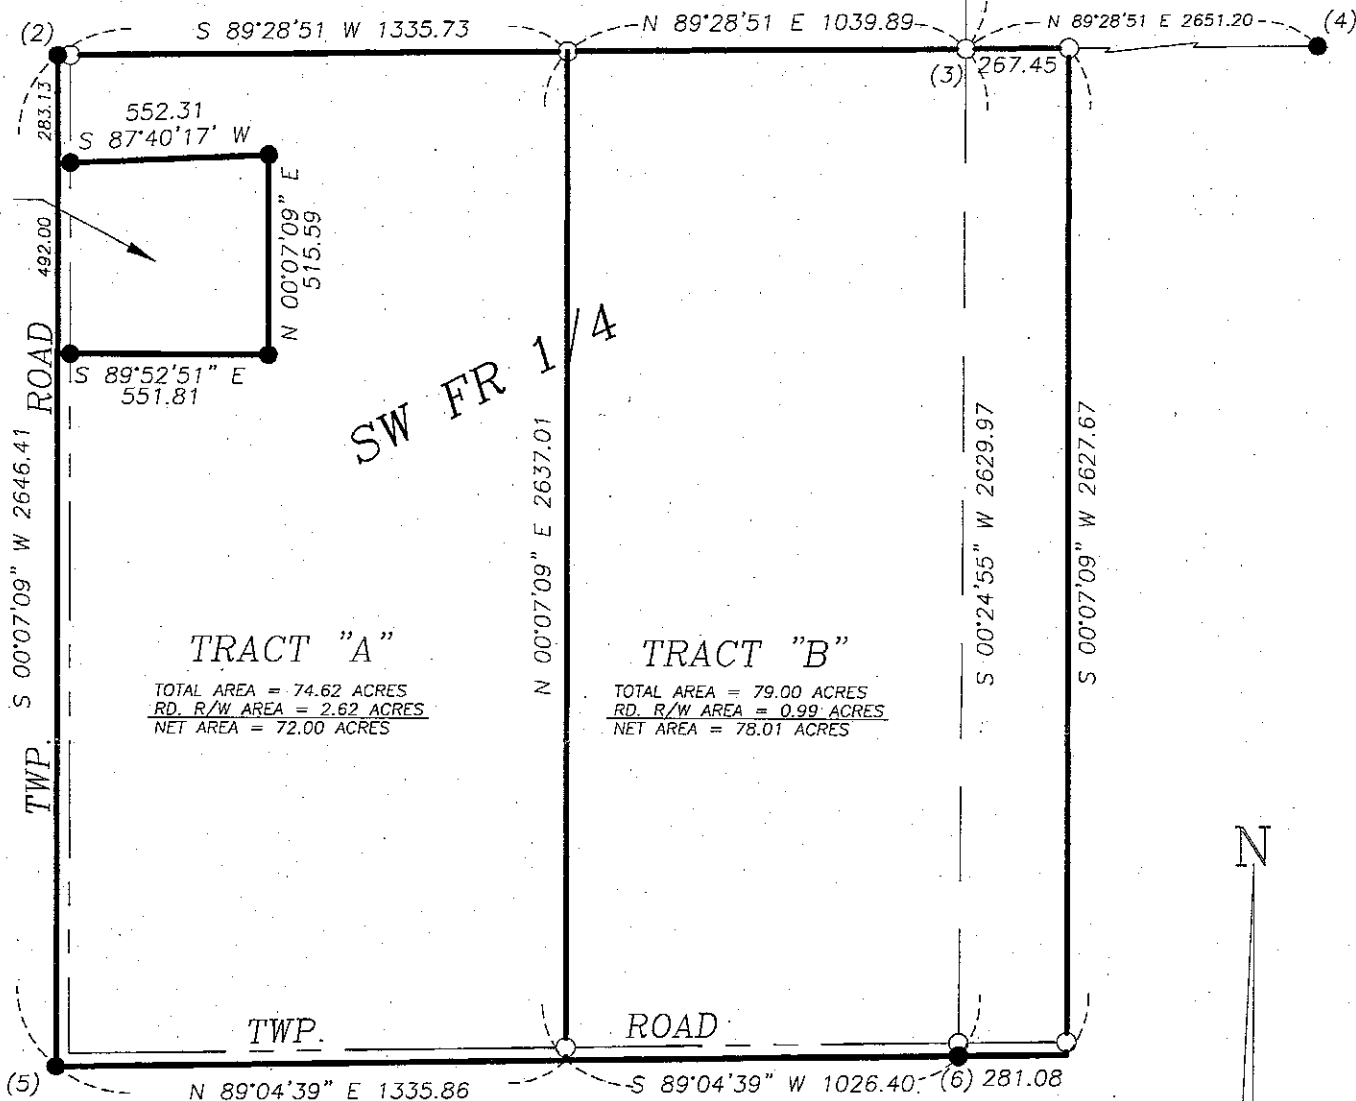 (2)
S 89°28'51 W 1335.73
N 89°28'51 E 1039.89
N 89°28'51 E 2651.20
(4)
(3)
267.45
283.13
552.31
S 87°40'17' W
N 00°07'09" E
515.59
492.00
S 89°52'51" E
551.81
TWP. ROAD
S 00°07'09" W 2646.41
SW FR 1/4
N 00°07'09" E 2637.01
S 00°24'55" W 2629.97
S 00°07'09" W 2627.67
TRACT "A"
TOTAL AREA = 74.62 ACRES
RD. R/W AREA = 2.62 ACRES
NET AREA = 72.00 ACRES
TRACT "B"
TOTAL AREA = 79.00 ACRES
RD. R/W AREA = 0.99 ACRES
NET AREA = 78.01 ACRES
N
TWP. ROAD
(5)
N 89°04'39" E 1335.86
S 89°04'39" W 1026.40
(6)
281.08